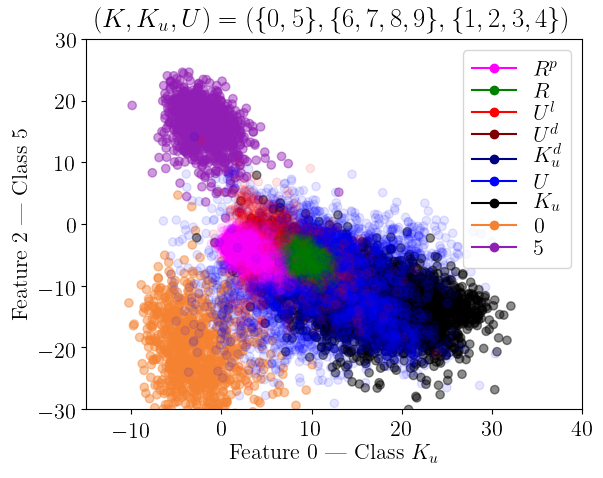 (K, K_u, U) = ({0, 5}, {6, 7, 8, 9}, {1, 2, 3, 4})
30
20
10
0
−10
−20
−30
Feature 2 — Class 5
R^p
R
U^l
U^d
K_u^d
U
K_u
0
5
−10
0
10
20
30
40
Feature 0 — Class K_u